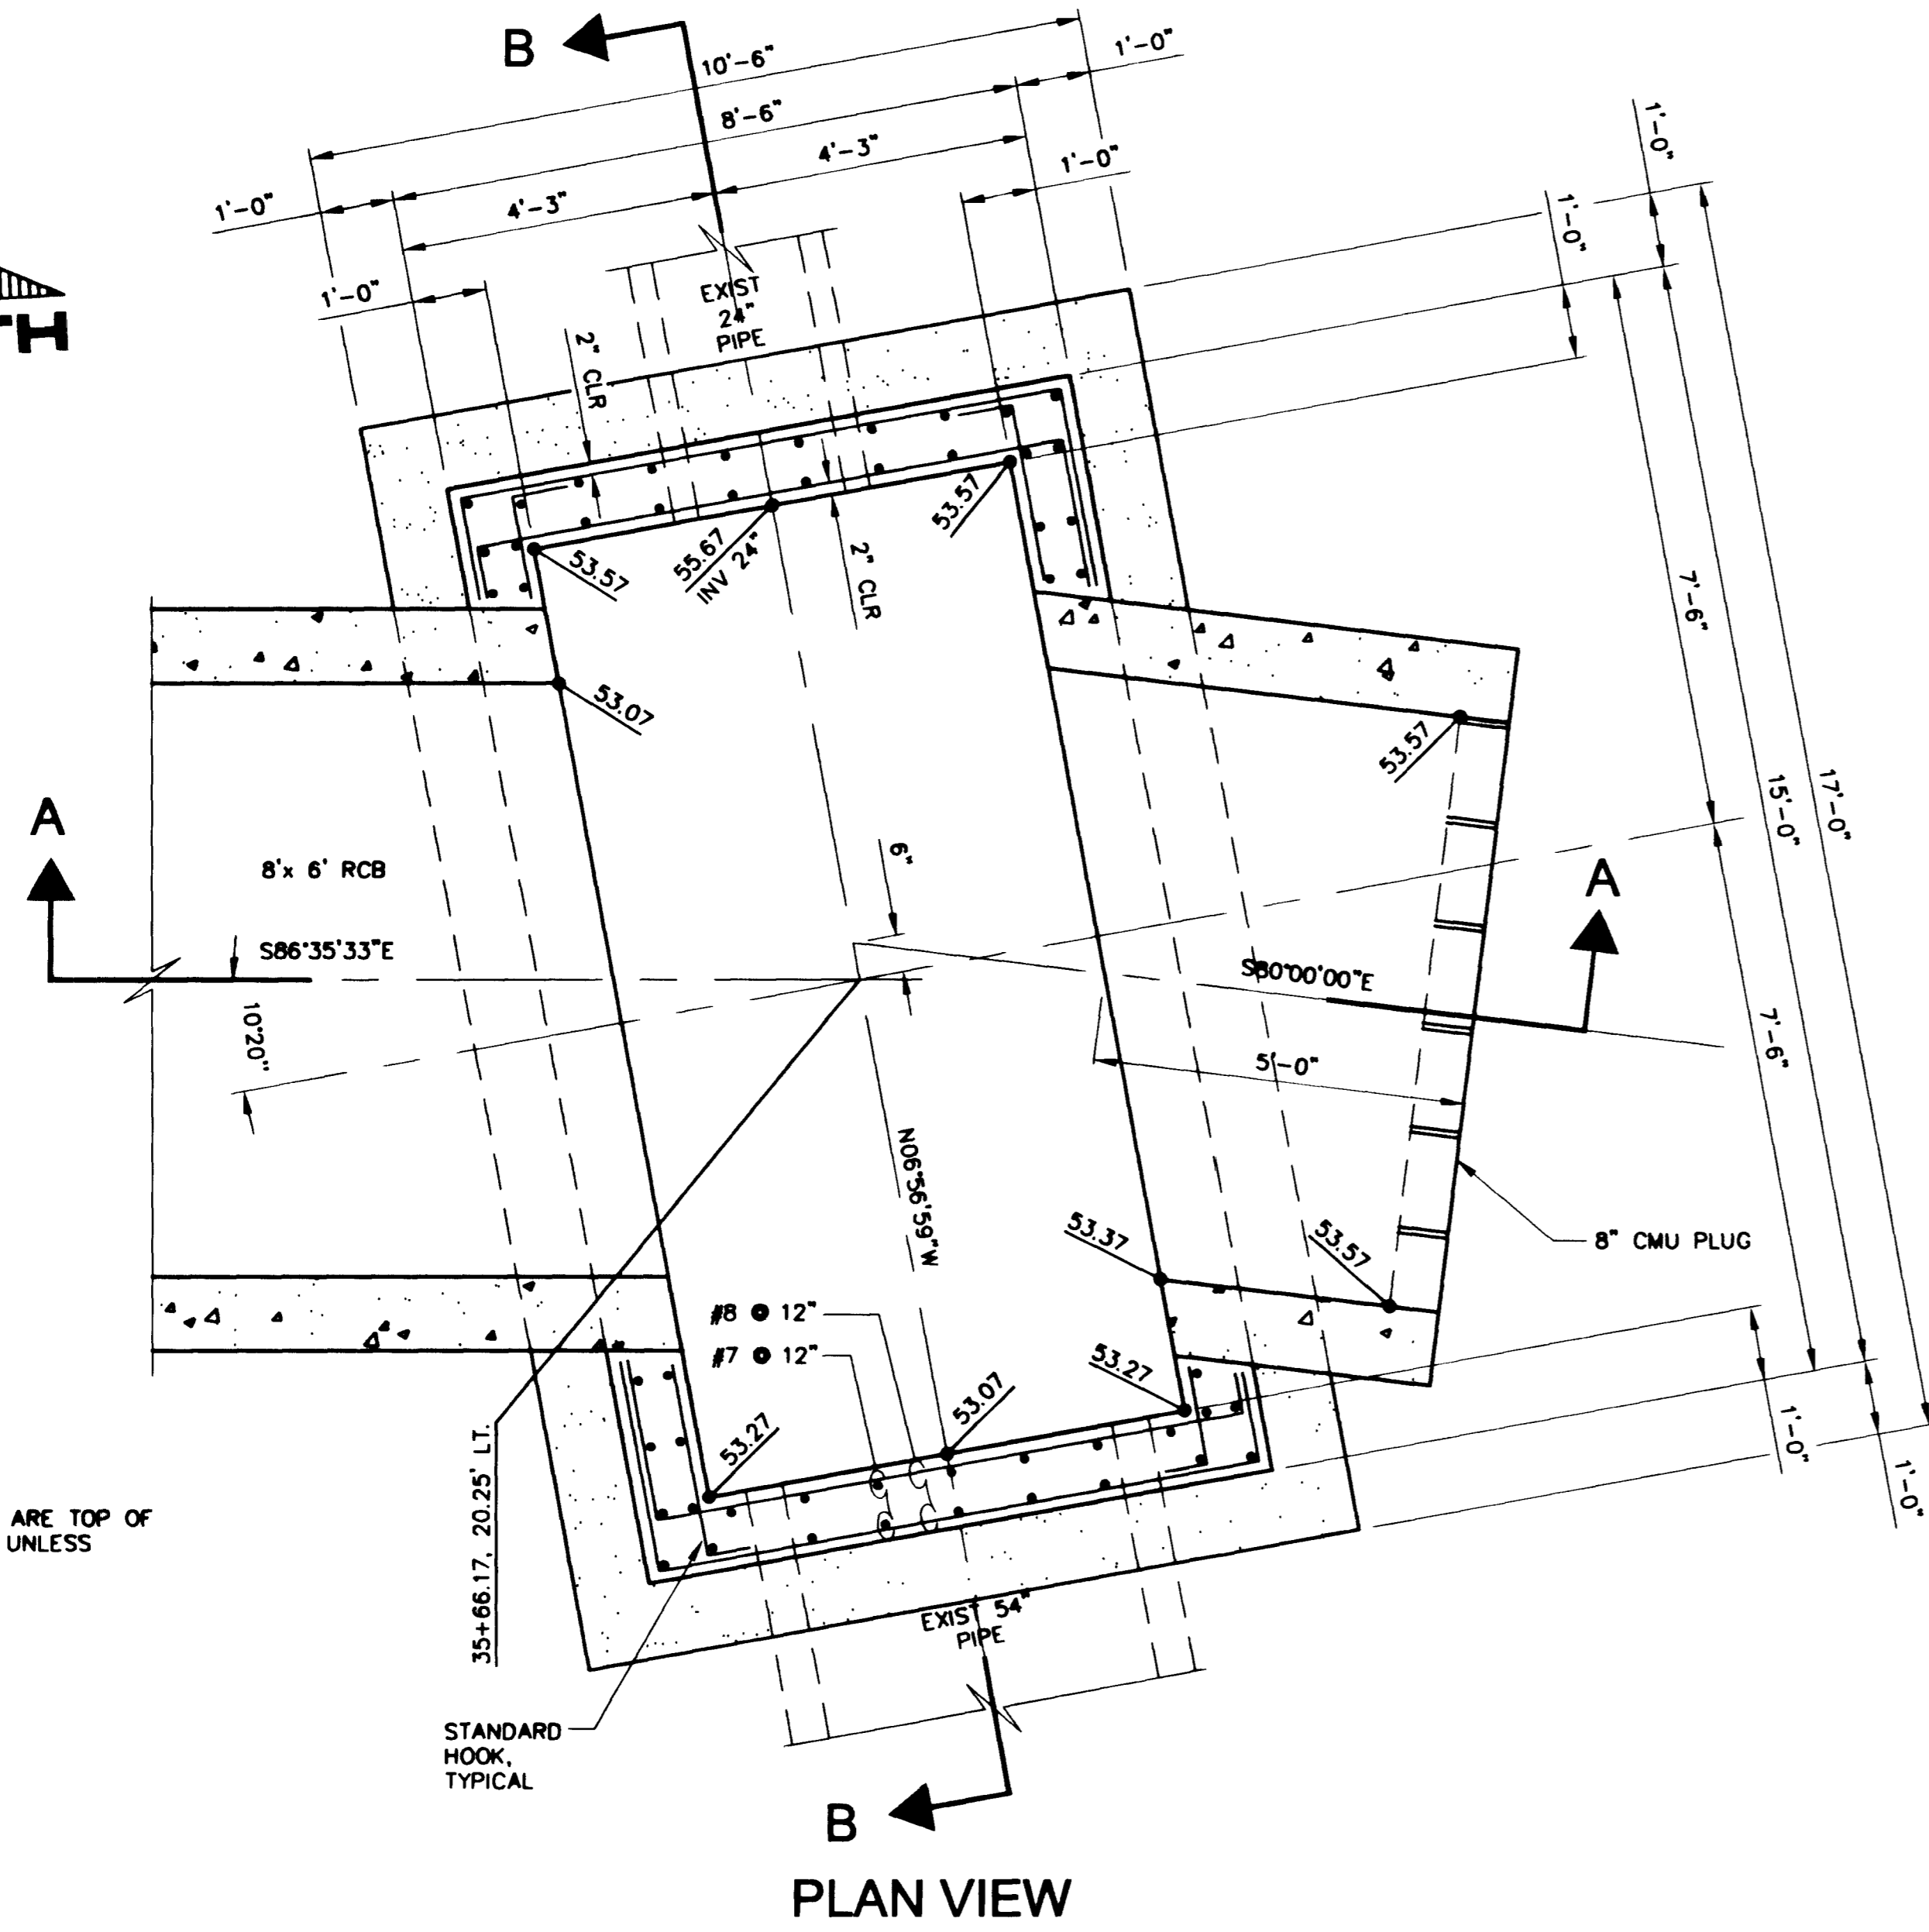 B
10'-6"
1'-0"
8'-6"
4'-3"
1'-0"
1'-0"
4'-3"
1'-0"
1'-0"
1'-0"
EXIST
24"
PIPE
2" CLR
TH
53.57
55.67
INV 24"
53.57
2" CLR
53.07
53.57
7'-6"
15'-0"
17'-0"
A
8'x 6' RCB
6"
A
S86°35'33"E
S80°00'00"E
10°20"
5'-0"
7'-6"
N06°56'59"W
53.37
53.57
8" CMU PLUG
#8 @ 12"
#7 @ 12"
53.27
53.07
53.27
1'-0"
1'-0"
35+66.17, 20.25' LT.
ARE TOP OF
UNLESS
EXIST 54"
PIPE
STANDARD
HOOK,
TYPICAL
B
PLAN VIEW